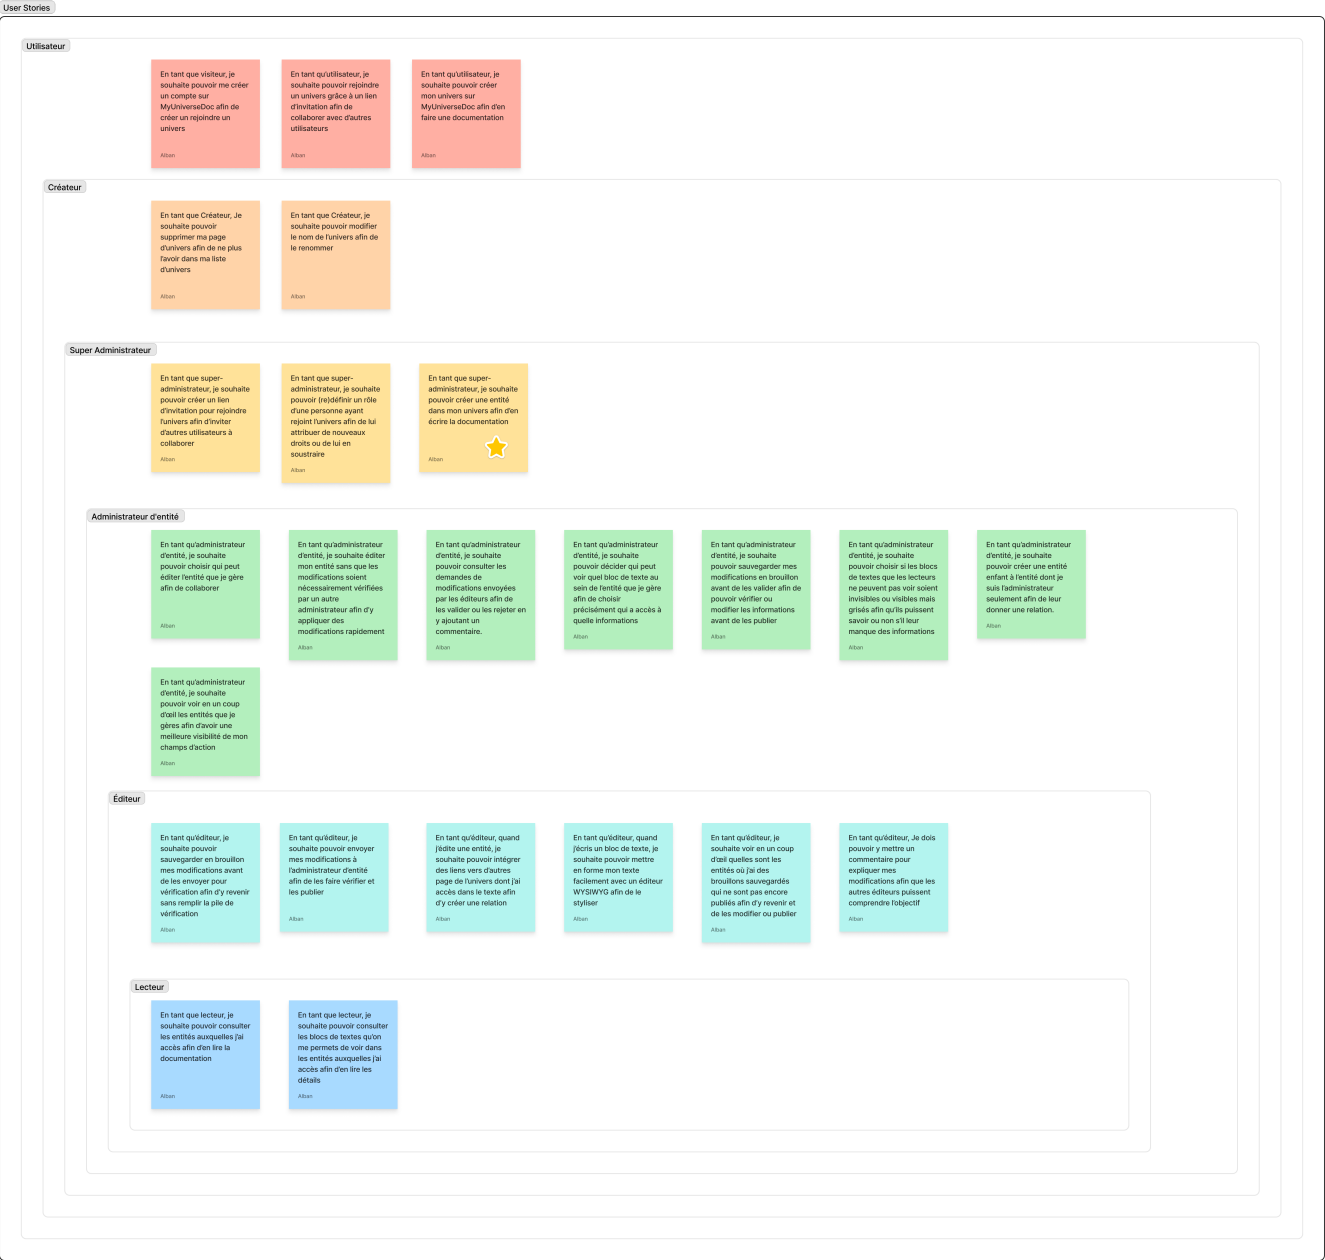 User Stories
Utilisateur
En tant que visiteur, je
souhaite pouvoir me créer
un compte sur
MyUniverseDoc afin de
créer un rejoindre un
univers
Alban
En tant qu'utilisateur, je
souhaite pouvoir rejoindre
un univers grâce à un lien
d'invitation afin de
collaborer avec d'autres
utilisateurs
Alban
En tant qu'utilisateur, je
souhaite pouvoir créer
mon univers sur
MyUniverseDoc afin d'en
faire une documentation
Alban
Créateur
En tant que Créateur, Je
souhaite pouvoir
supprimer ma page
d'univers afin de ne plus
l'avoir dans ma liste
d'univers
Alban
En tant que Créateur, je
souhaite pouvoir modifier
le nom de l'univers afin de
le renommer
Alban
Super Administrateur
En tant que super-
administrateur, je souhaite
pouvoir créer un lien
d'invitation pour rejoindre
l'univers afin d'inviter
d'autres utilisateurs à
collaborer
Alban
En tant que super-
administrateur, je souhaite
pouvoir (re)définir un rôle
d'une personne ayant
rejoint l'univers afin de lui
attribuer de nouveaux
droits ou de lui en
soustraire
Alban
En tant que super-
administrateur, je souhaite
pouvoir créer une entité
dans mon univers afin d'en
écrire la documentation
Alban
Administrateur d'entité
En tant qu'administrateur
d'entité, je souhaite
pouvoir choisir qui peut
éditer l'entité que je gère
afin de collaborer
Alban
En tant qu'administrateur
d'entité, je souhaite éditer
mon entité sans que les
modifications soient
nécessairement vérifiées
par un autre
administrateur afin d'y
appliquer des
modifications rapidement
Alban
En tant qu'administrateur
d'entité, je souhaite
pouvoir consulter les
demandes de
modifications envoyées
par les éditeurs afin de
les valider ou les rejeter en
y ajoutant un
commentaire.
Alban
En tant qu'administrateur
d'entité, je souhaite
pouvoir décider qui peut
voir quel bloc de texte au
sein de l'entité que je gère
afin de choisir
précisément qui a accès à
quelle informations
Alban
En tant qu'administrateur
d'entité, je souhaite
pouvoir sauvegarder mes
modifications en brouillon
avant de les valider afin de
pouvoir vérifier ou
modifier les informations
avant de les publier
Alban
En tant qu'administrateur
d'entité, je souhaite
pouvoir choisir si les blocs
de textes que les lecteurs
ne peuvent pas voir soient
invisibles ou visibles mais
grisés afin qu'ils puissent
savoir ou non s'il leur
manque des informations
Alban
En tant qu'administrateur
d'entité, je souhaite
pouvoir créer une entité
enfant à l'entité dont je
suis l'administrateur
seulement afin de leur
donner une relation.
Alban
En tant qu'administrateur
d'entité, je souhaite
pouvoir voir en un coup
d'œil les entités que je
gères afin d'avoir une
meilleure visibilité de mon
champs d'action
Alban
Éditeur
En tant qu'éditeur, je
souhaite pouvoir
sauvegarder en brouillon
mes modifications avant
de les envoyer pour
vérification afin d'y revenir
sans remplir la pile de
vérification
Alban
En tant qu'éditeur, je
souhaite pouvoir envoyer
mes modifications à
l'administrateur d'entité
afin de les faire vérifier et
les publier
Alban
En tant qu'éditeur, quand
j'édite une entité, je
souhaite pouvoir intégrer
des liens vers d'autres
page de l'univers dont j'ai
accès dans le texte afin
d'y créer une relation
Alban
En tant qu'éditeur, quand
j'écris un bloc de texte, je
souhaite pouvoir mettre
en forme mon texte
facilement avec un éditeur
WYSIWYG afin de le
styliser
Alban
En tant qu'éditeur, je
souhaite voir en un coup
d'œil quelles sont les
entités où j'ai des
brouillons sauvegardés
qui ne sont pas encore
publiés afin d'y revenir et
de les modifier ou publier
Alban
En tant qu'éditeur, Je dois
pouvoir y mettre un
commentaire pour
expliquer mes
modifications afin que les
autres éditeurs puissent
comprendre l'objectif
Alban
Lecteur
En tant que lecteur, je
souhaite pouvoir consulter
les entités auxquelles j'ai
accès afin d'en lire la
documentation
Alban
En tant que lecteur, je
souhaite pouvoir consulter
les blocs de textes qu'on
me permets de voir dans
les entités auxquelles j'ai
accès afin d'en lire les
détails
Alban